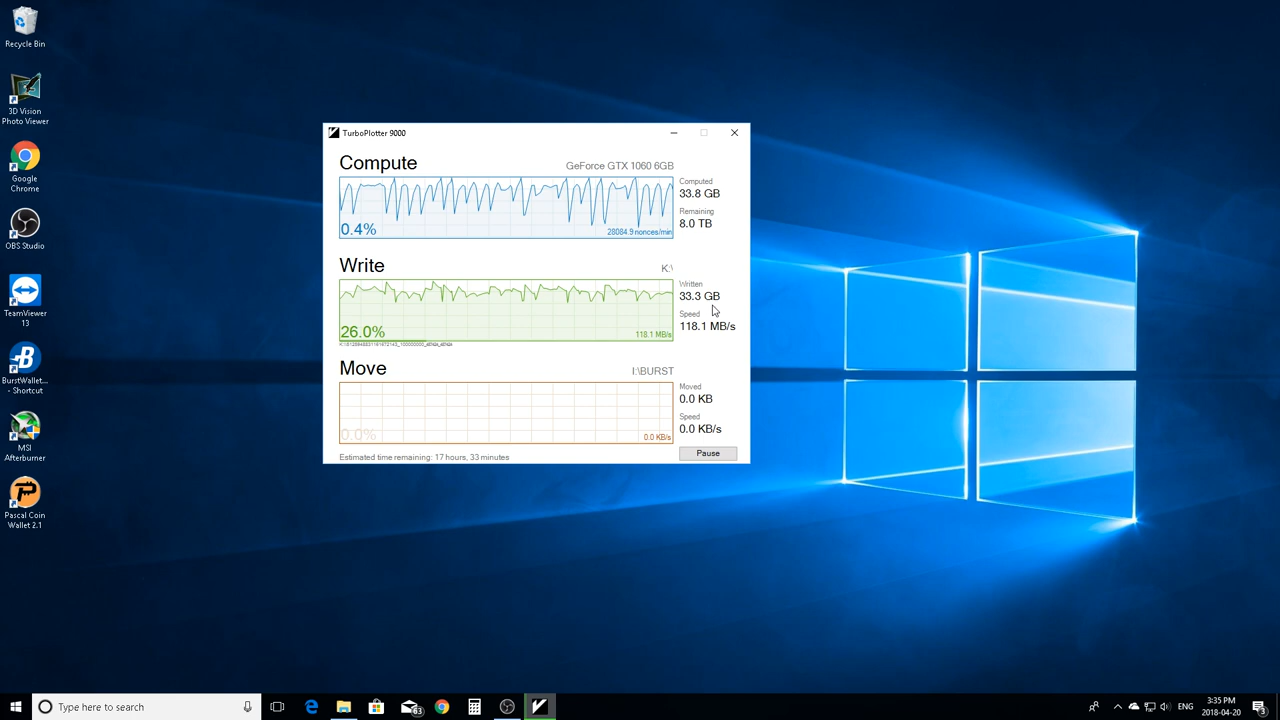 Recycle Bin
3D Vision
Photo Viewer
Google
Chrome
OBS Studio
TeamViewer
13
BurstWallet...
- Shortcut
MSI
Afterburner
Pascal Coin
Wallet 2.1
TurboPlotter 9000
Compute
GeForce GTX 1060 6GB
0.4%
28084.9 nonces/min
Computed
33.8 GB
Remaining
8.0 TB
Write
K:\
26.0%
118.1 MB/s
Written
33.3 GB
Speed
118.1 MB/s
Move
I:\BURST
0.0%
0.0 KB/s
Moved
0.0 KB
Speed
0.0 KB/s
Estimated time remaining: 17 hours, 33 minutes
Pause
Type here to search
63
ENG
3:35 PM
2018-04-20